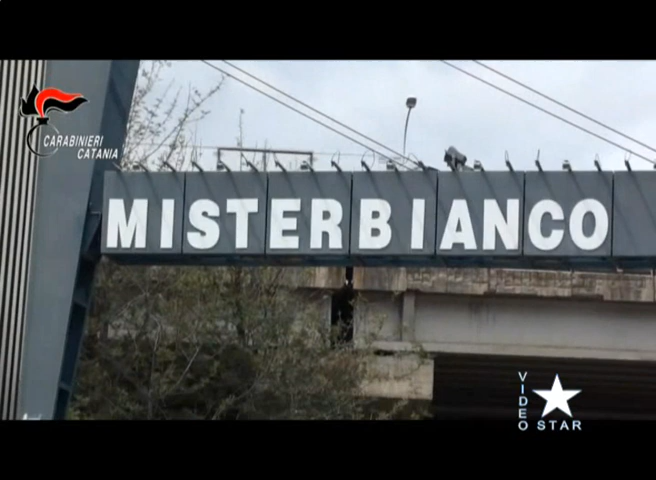 CARABINIERI
CATANIA
MISTERBIANCO
VIDEO
STAR